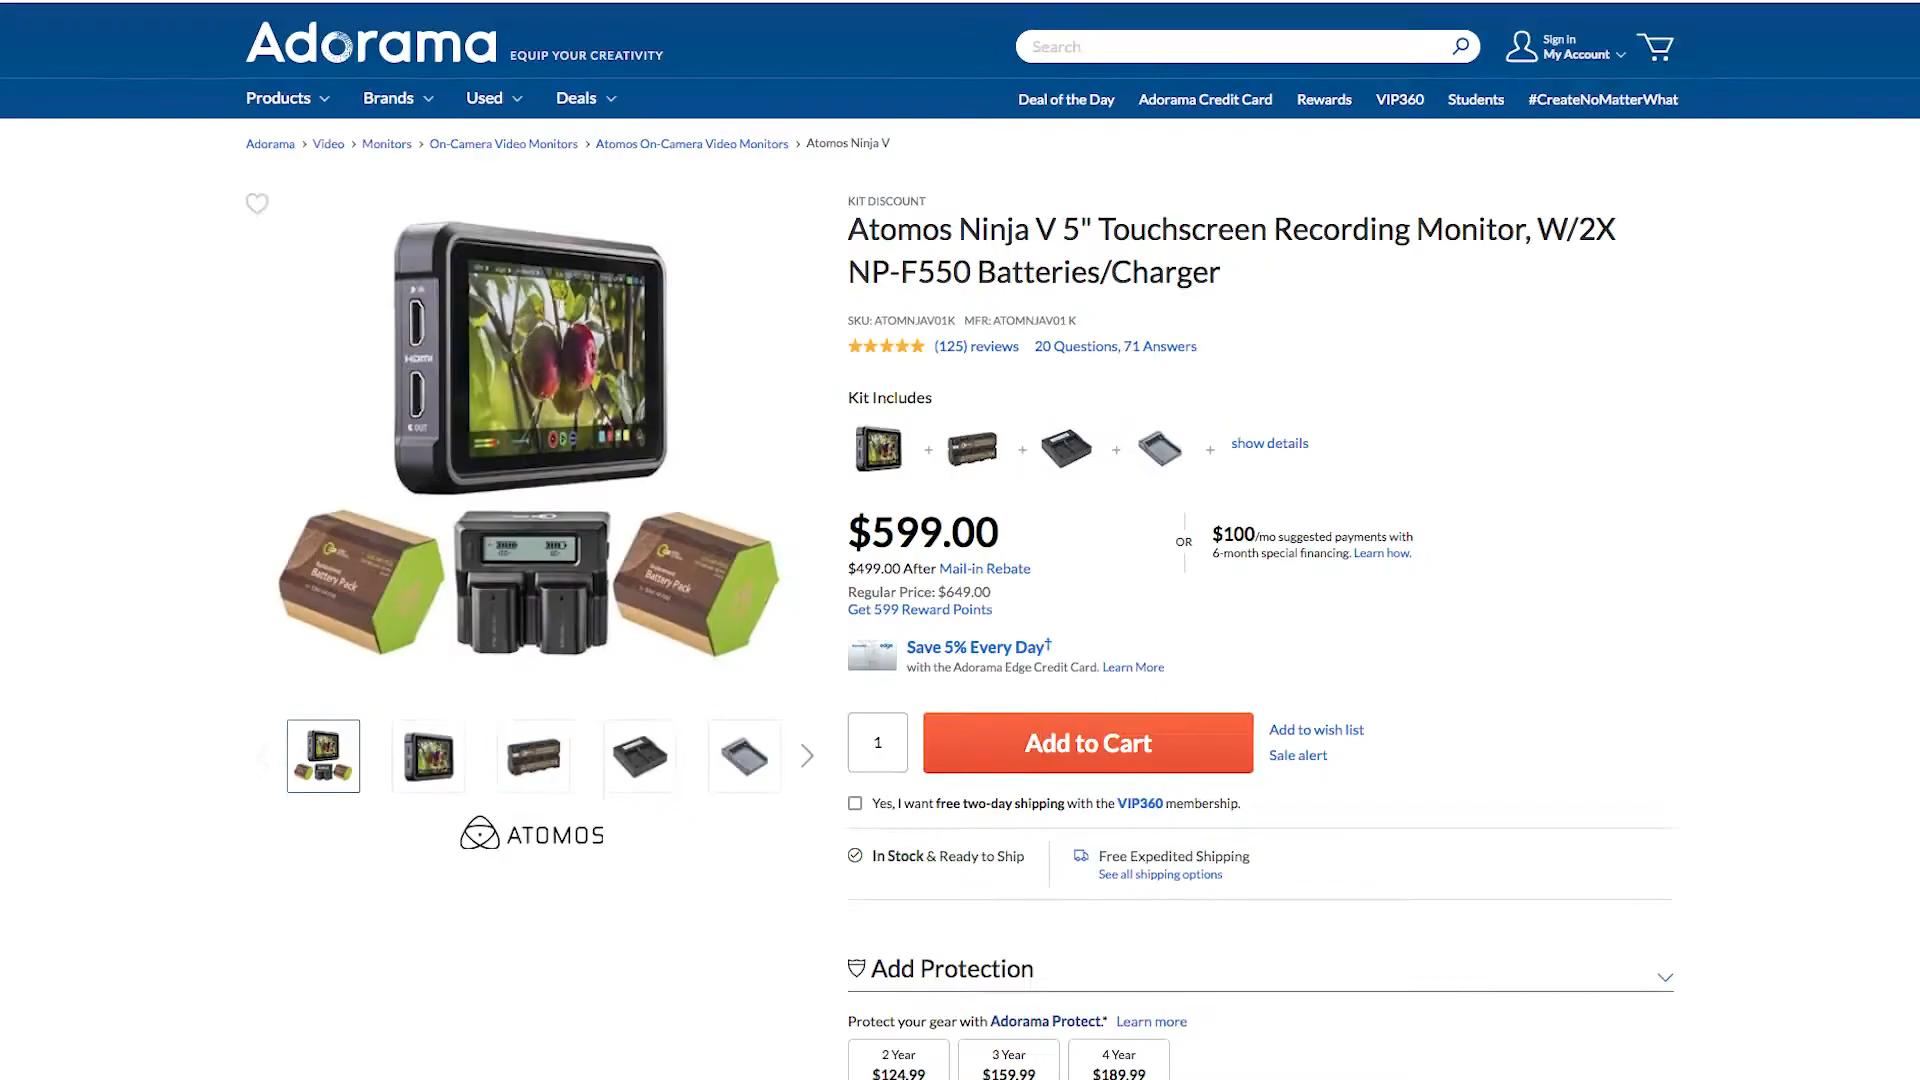 Adorama EQUIP YOUR CREATIVITY
Search
Sign In
My Account
Products
Brands
Used
Deals
Deal of the Day
Adorama Credit Card
Rewards
VIP360
Students
#CreateNoMatterWhat
Adorama > Video > Monitors > On-Camera Video Monitors > Atomos On-Camera Video Monitors > Atomos Ninja V
KIT DISCOUNT
Atomos Ninja V 5" Touchscreen Recording Monitor, W/2X
NP-F550 Batteries/Charger
SKU: ATOMNJAV01K MFR: ATOMNJAV01 K
(125) reviews 20 Questions, 71 Answers
HDMI
OUT
Kit Includes
+ + + + show details
$599.00
$499.00 After Mail-in Rebate
Regular Price: $649.00
Get 599 Reward Points
OR
$100/mo suggested payments with
6-month special financing. Learn how.
Battery Pack
Battery Pack
edge
Save 5% Every Day†
with the Adorama Edge Credit Card. Learn More
1
Add to Cart
Add to wish list
Sale alert
Yes, I want free two-day shipping with the VIP360 membership.
ATOMOS
In Stock & Ready to Ship
Free Expedited Shipping
See all shipping options
Add Protection
Protect your gear with Adorama Protect.* Learn more
2 Year
$124.99
3 Year
$159.99
4 Year
$189.99